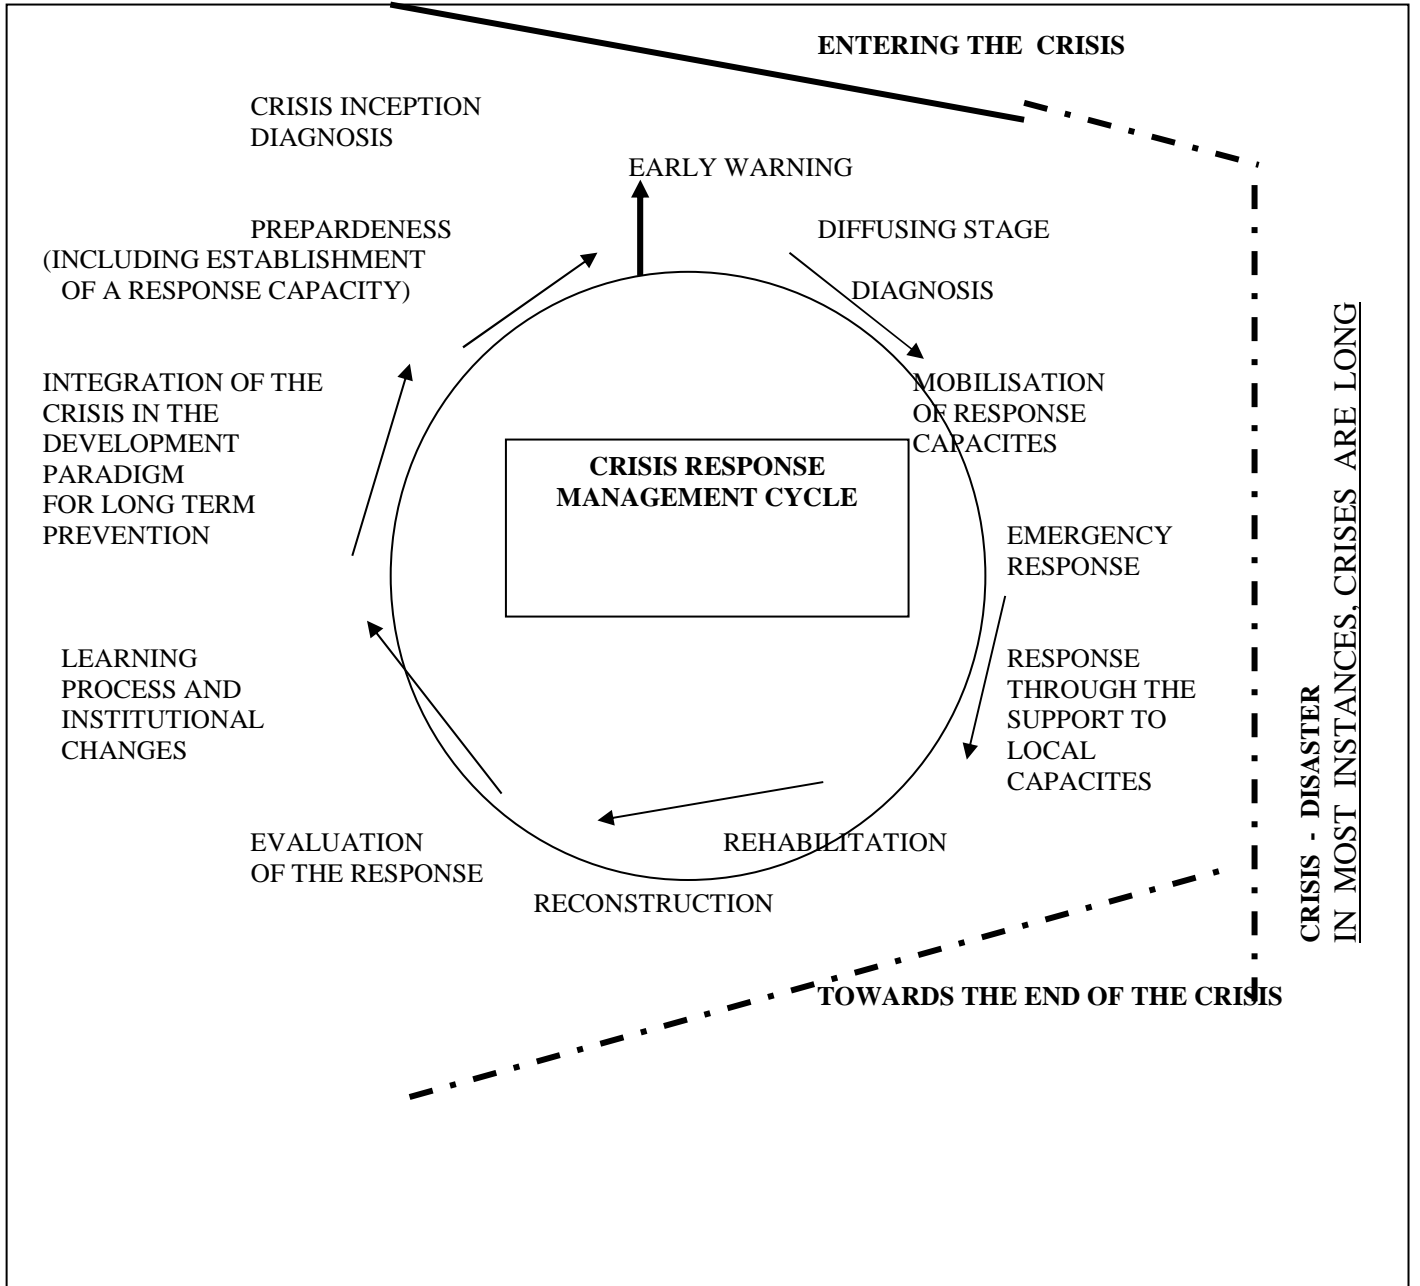 ENTERING THE CRISIS
CRISIS INCEPTION
DIAGNOSIS
EARLY WARNING
PREPARDENESS
(INCLUDING ESTABLISHMENT
OF A RESPONSE CAPACITY)
DIFFUSING STAGE
DIAGNOSIS
MOBILISATION
OF RESPONSE
CAPACITES
INTEGRATION OF THE
CRISIS IN THE
DEVELOPMENT
PARADIGM
FOR LONG TERM
PREVENTION
CRISIS RESPONSE
MANAGEMENT CYCLE
EMERGENCY
RESPONSE
RESPONSE
THROUGH THE
SUPPORT TO
LOCAL
CAPACITES
LEARNING
PROCESS AND
INSTITUTIONAL
CHANGES
EVALUATION
OF THE RESPONSE
REHABILITATION
RECONSTRUCTION
TOWARDS THE END OF THE CRISIS
CRISIS - DISASTER
IN MOST INSTANCES, CRISES ARE LONG